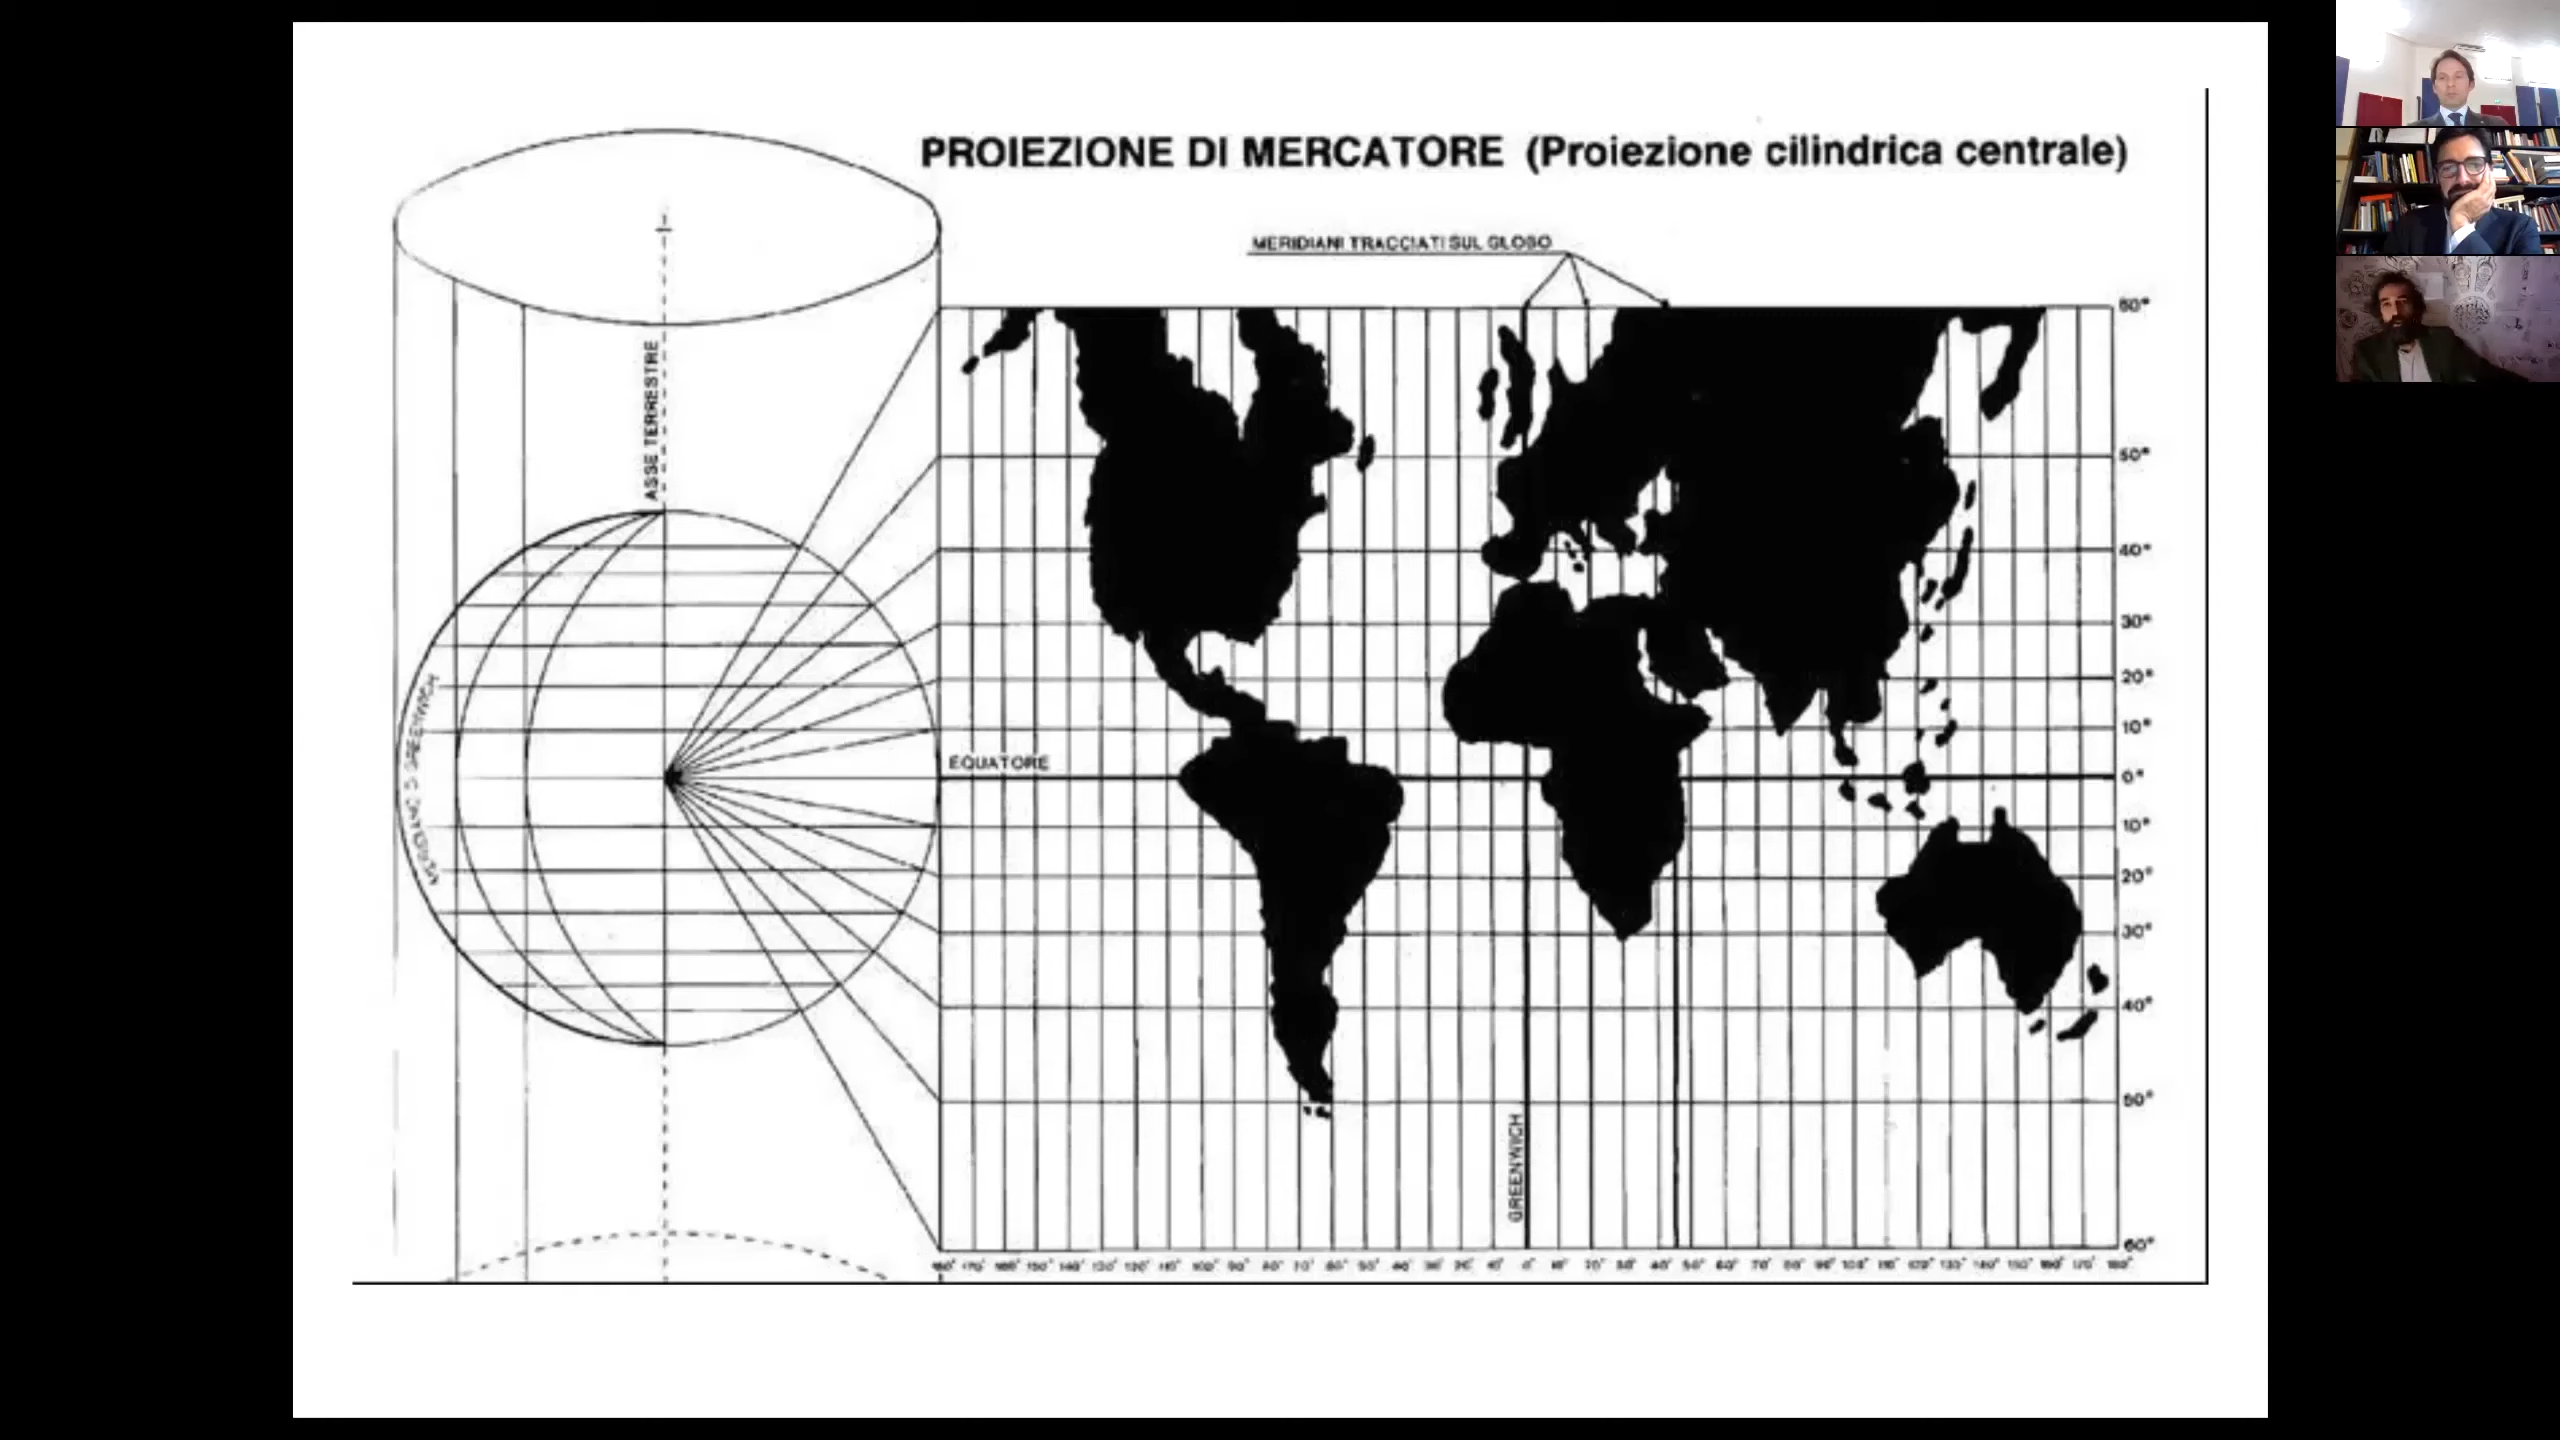 PROIEZIONE DI MERCATORE (Proiezione cilindrica centrale)
MERIDIANI TRACCIATI SUL GLOBO
ASSE TERRESTRE
EQUATORE
GREENWICH
60°
50°
40°
30°
20°
10°
0°
10°
20°
30°
40°
50°
60°